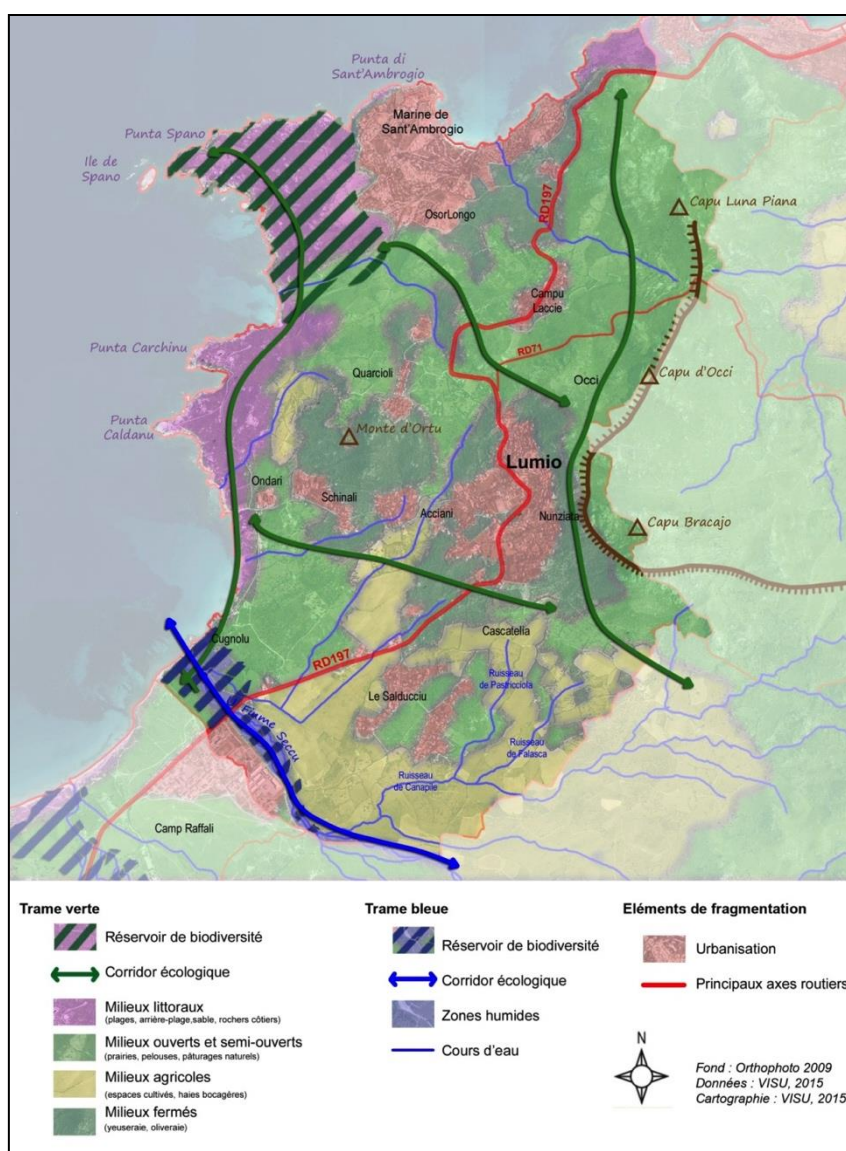 Punta di
Sant'Ambrogio
Marine de
Sant'Ambrogio
Punta Spano
Ile de
Spano
OsorLongo
RD197
Capu Luna Piana
Campu
Laccie
Punta Carchinu
RD71
Quarcioli
Occi
Capu d'Occi
Punta
Caldanu
Monte d'Ortu
Lumio
Ondari
Schinali
Acciani
Nunziata
Capu Bracajo
Cugnolu
Cascatelía
RD197
Ruisseau
de Pastricciola
Le Salducciu
Fiume Seccu
Ruisseau
de Falasca
Ruisseau
de Canapile
Camp Raffali
Trame verte
Réservoir de biodiversité
Corridor écologique
Milieux littoraux
(plages, arrière-plage,sable, rochers côtiers)
Milieux ouverts et semi-ouverts
(prairies, pelouses, pâturages naturels)
Milieux agricoles
(espaces cultivés, haies bocagères)
Milieux fermés
(yeuseraie, oliveraie)
Trame bleue
Réservoir de biodiversité
Corridor écologique
Zones humides
Cours d'eau
Eléments de fragmentation
Urbanisation
Principaux axes routiers
N
Fond : Orthophoto 2009
Données : VISU, 2015
Cartographie : VISU, 2015